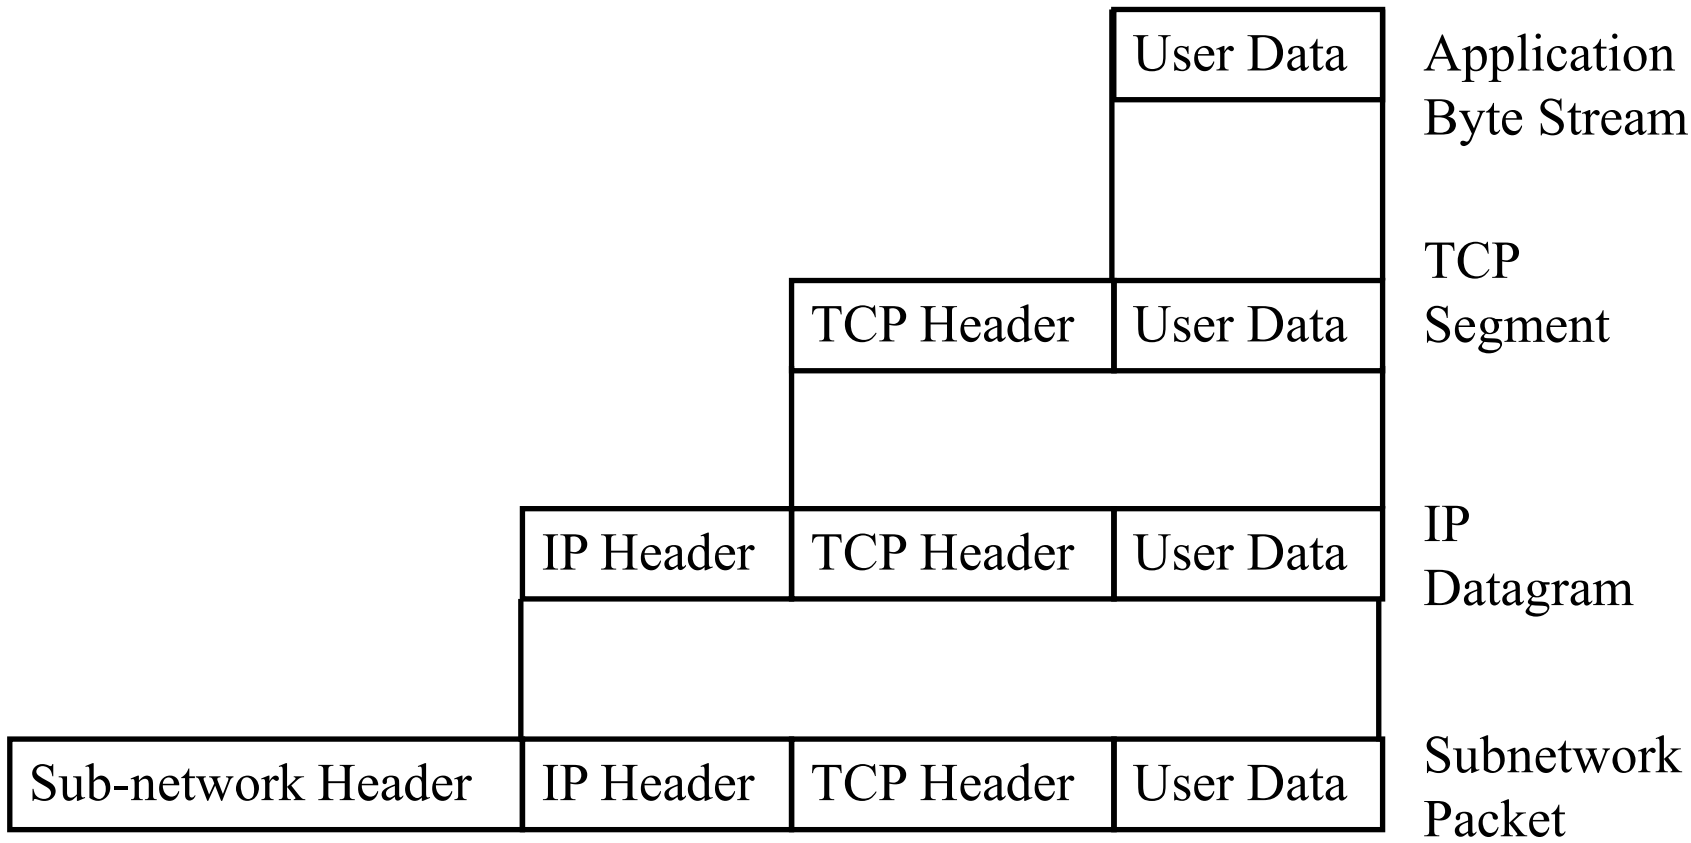 User Data
Application
Byte Stream
TCP
Segment
TCP Header
User Data
IP
Datagram
IP Header
TCP Header
User Data
Subnetwork
Packet
Sub-network Header
IP Header
TCP Header
User Data